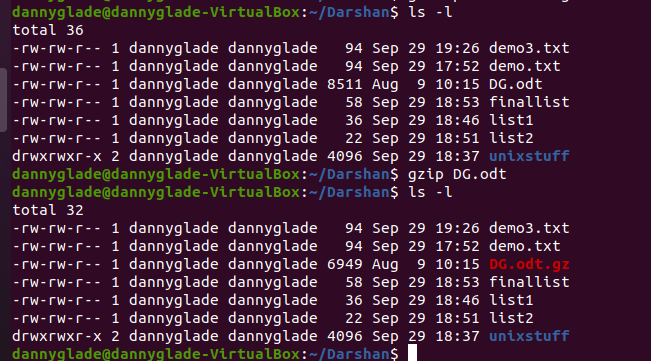 dannyglade@dannyglade-VirtualBox:~/Darshan$ ls -l
total 36
-rw-rw-r-- 1 dannyglade dannyglade   94 Sep 29 19:26 demo3.txt
-rw-rw-r-- 1 dannyglade dannyglade   94 Sep 29 17:52 demo.txt
-rw-rw-r-- 1 dannyglade dannyglade 8511 Aug  9 10:15 DG.odt
-rw-rw-r-- 1 dannyglade dannyglade   58 Sep 29 18:53 finallist
-rw-rw-r-- 1 dannyglade dannyglade   36 Sep 29 18:46 list1
-rw-rw-r-- 1 dannyglade dannyglade   22 Sep 29 18:51 list2
drwxrwxr-x 2 dannyglade dannyglade 4096 Sep 29 18:37 unixstuff
dannyglade@dannyglade-VirtualBox:~/Darshan$ gzip DG.odt
dannyglade@dannyglade-VirtualBox:~/Darshan$ ls -l
total 32
-rw-rw-r-- 1 dannyglade dannyglade   94 Sep 29 19:26 demo3.txt
-rw-rw-r-- 1 dannyglade dannyglade   94 Sep 29 17:52 demo.txt
-rw-rw-r-- 1 dannyglade dannyglade 6949 Aug  9 10:15 DG.odt.gz
-rw-rw-r-- 1 dannyglade dannyglade   58 Sep 29 18:53 finallist
-rw-rw-r-- 1 dannyglade dannyglade   36 Sep 29 18:46 list1
-rw-rw-r-- 1 dannyglade dannyglade   22 Sep 29 18:51 list2
drwxrwxr-x 2 dannyglade dannyglade 4096 Sep 29 18:37 unixstuff
dannyglade@dannyglade-VirtualBox:~/Darshan$